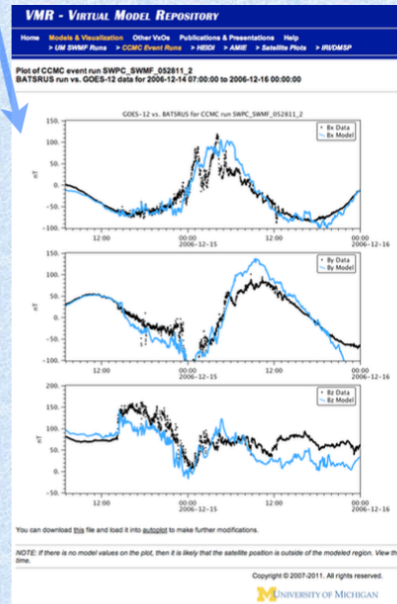 VMR - VIRTUAL MODEL REPOSITORY
Home Models & Visualization Other VxOs Publications & Presentations Help
> UM SWMF Runs > CCMC Event Runs > HEIDI > AMIE > Satellite Plots > IRI/DMSP
Plot of CCMC event run SWPC_SWMF_052811_2
BATSRUS run vs. GOES-12 data for 2006-12-14 07:00:00 to 2006-12-16 00:00:00
GOES-12 vs. BATSRUS for CCMC run SWPC_SWMF_052811_2
150.
100.
50.
0.
-50.
-100.
nT
Bx Data
Bx Model
12:00 00:00 12:00 00:00
2006-12-15 2006-12-16
150.
100.
50.
0.
-50.
-100.
nT
By Data
By Model
12:00 00:00 12:00 00:00
2006-12-15 2006-12-16
200.
150.
100.
50.
0.
-50.
nT
Bz Data
Bz Model
12:00 00:00 12:00 00:00
2006-12-15 2006-12-16
You can download this file and load it into autoplot to make further modifications.
NOTE: If there is no model values on the plot, then it is likely that the satellite position is outside of the modeled region. View th
time.
Copyright © 2007-2011. All rights reserved.
M UNIVERSITY OF MICHIGAN